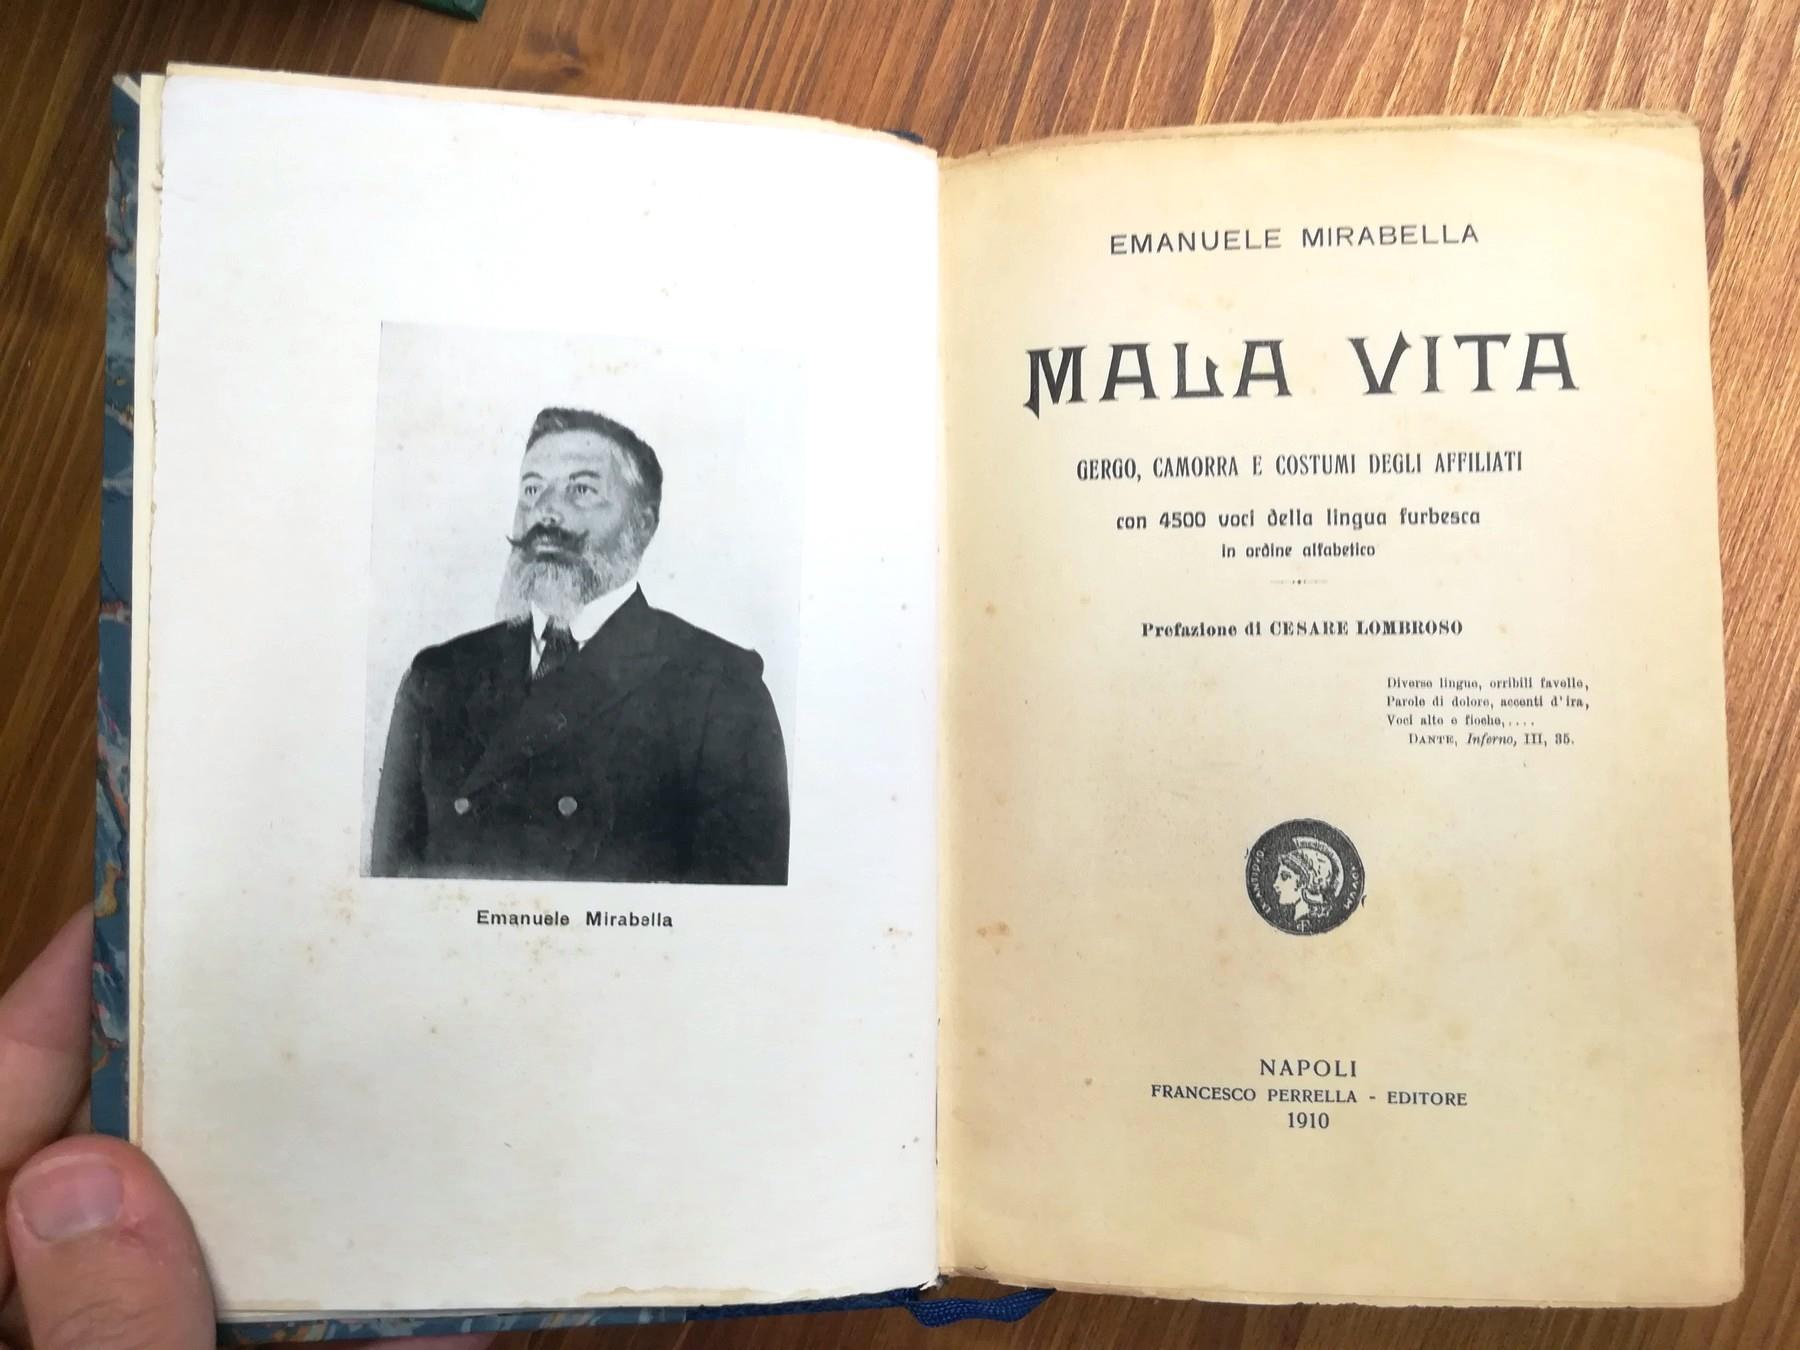 Emanuele Mirabella
EMANUELE MIRABELLA
MALA VITA
GERGO, CAMORRA E COSTUMI DEGLI AFFILIATI
con 4500 voci della lingua furbesca
in ordine alfabetico
Prefazione di CESARE LOMBROSO
Diverse lingue, orribili favelle,
Parole di dolore, accenti d'ira,
Voci alte e fioche,....
DANTE, Inferno, III, 35.
NAPOLI
FRANCESCO PERRELLA - EDITORE
1910